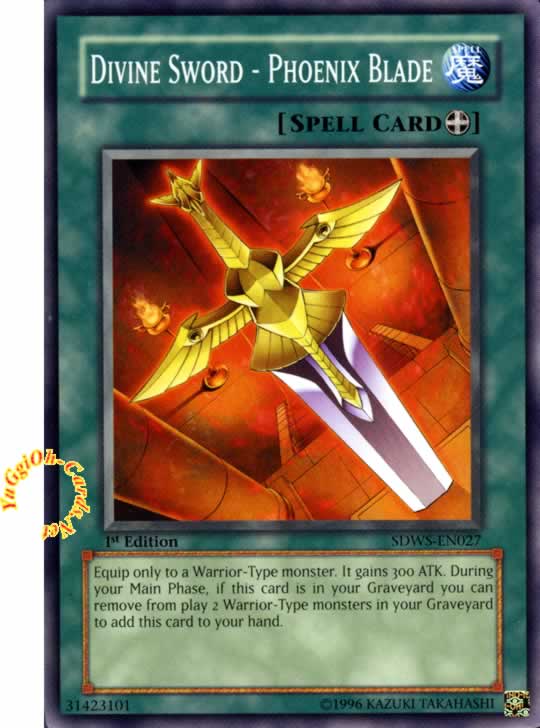 DIVINE SWORD - PHOENIX BLADE 魔
[SPELL CARD]
YuGgiOh-Cards.Net
1st Edition SDWS-EN027
Equip only to a Warrior-Type monster. It gains 300 ATK. During
your Main Phase, if this card is in your Graveyard you can
remove from play 2 Warrior-Type monsters in your Graveyard
to add this card to your hand.
31423101 ©1996 KAZUKI TAKAHASHI